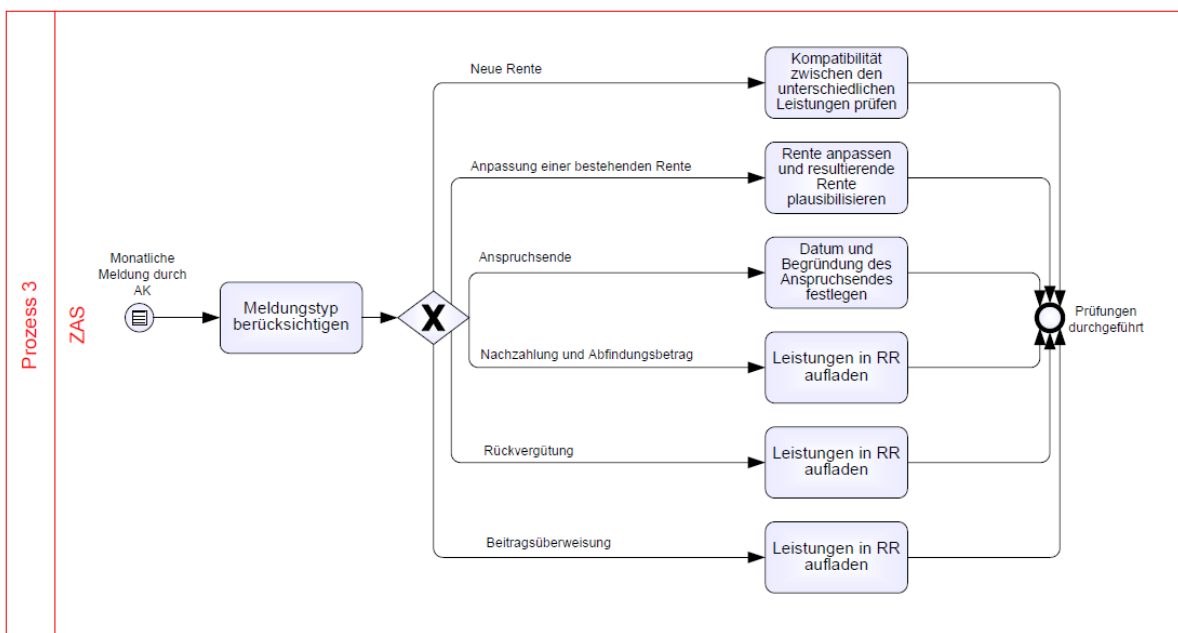 Prozess 3
ZAS
Monatliche
Meldung durch
AK
Meldungstyp
berücksichtigen
X
Neue Rente
Kompatibilität
zwischen den
unterschiedlichen
Leistungen prüfen
Anpassung einer bestehenden Rente
Rente anpassen
und resultierende
Rente
plausibilisieren
Anspruchsende
Datum und
Begründung des
Anspruchsendes
festlegen
Nachzahlung und Abfindungsbetrag
Leistungen in RR
aufladen
Rückvergütung
Leistungen in RR
aufladen
Beitragsüberweisung
Leistungen in RR
aufladen
Prüfungen
durchgeführt